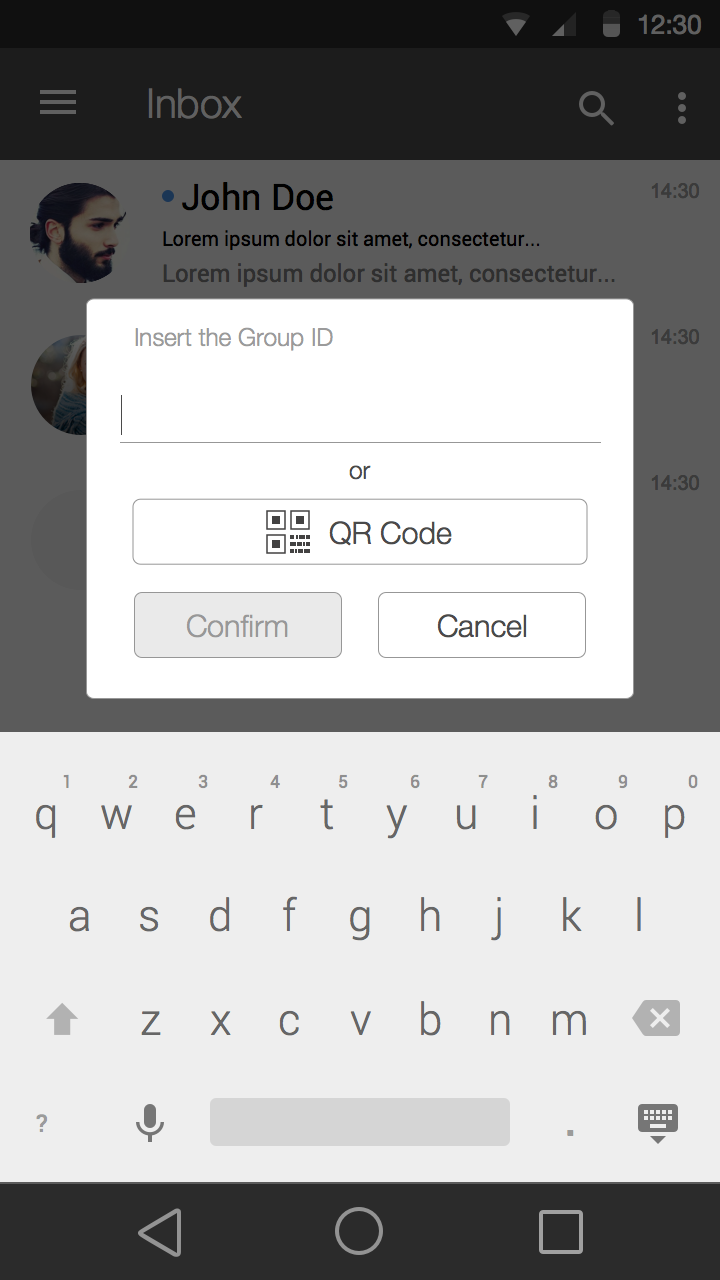 12:30
Inbox
John Doe 14:30
Lorem ipsum dolor sit amet, consectetur...
Lorem ipsum dolor sit amet, consectetur...
14:30
Insert the Group ID
or
14:30
QR Code
Confirm Cancel
1 2 3 4 5 6 7 8 9 0
q w e r t y u i o p
a s d f g h j k l
z x c v b n m
? .